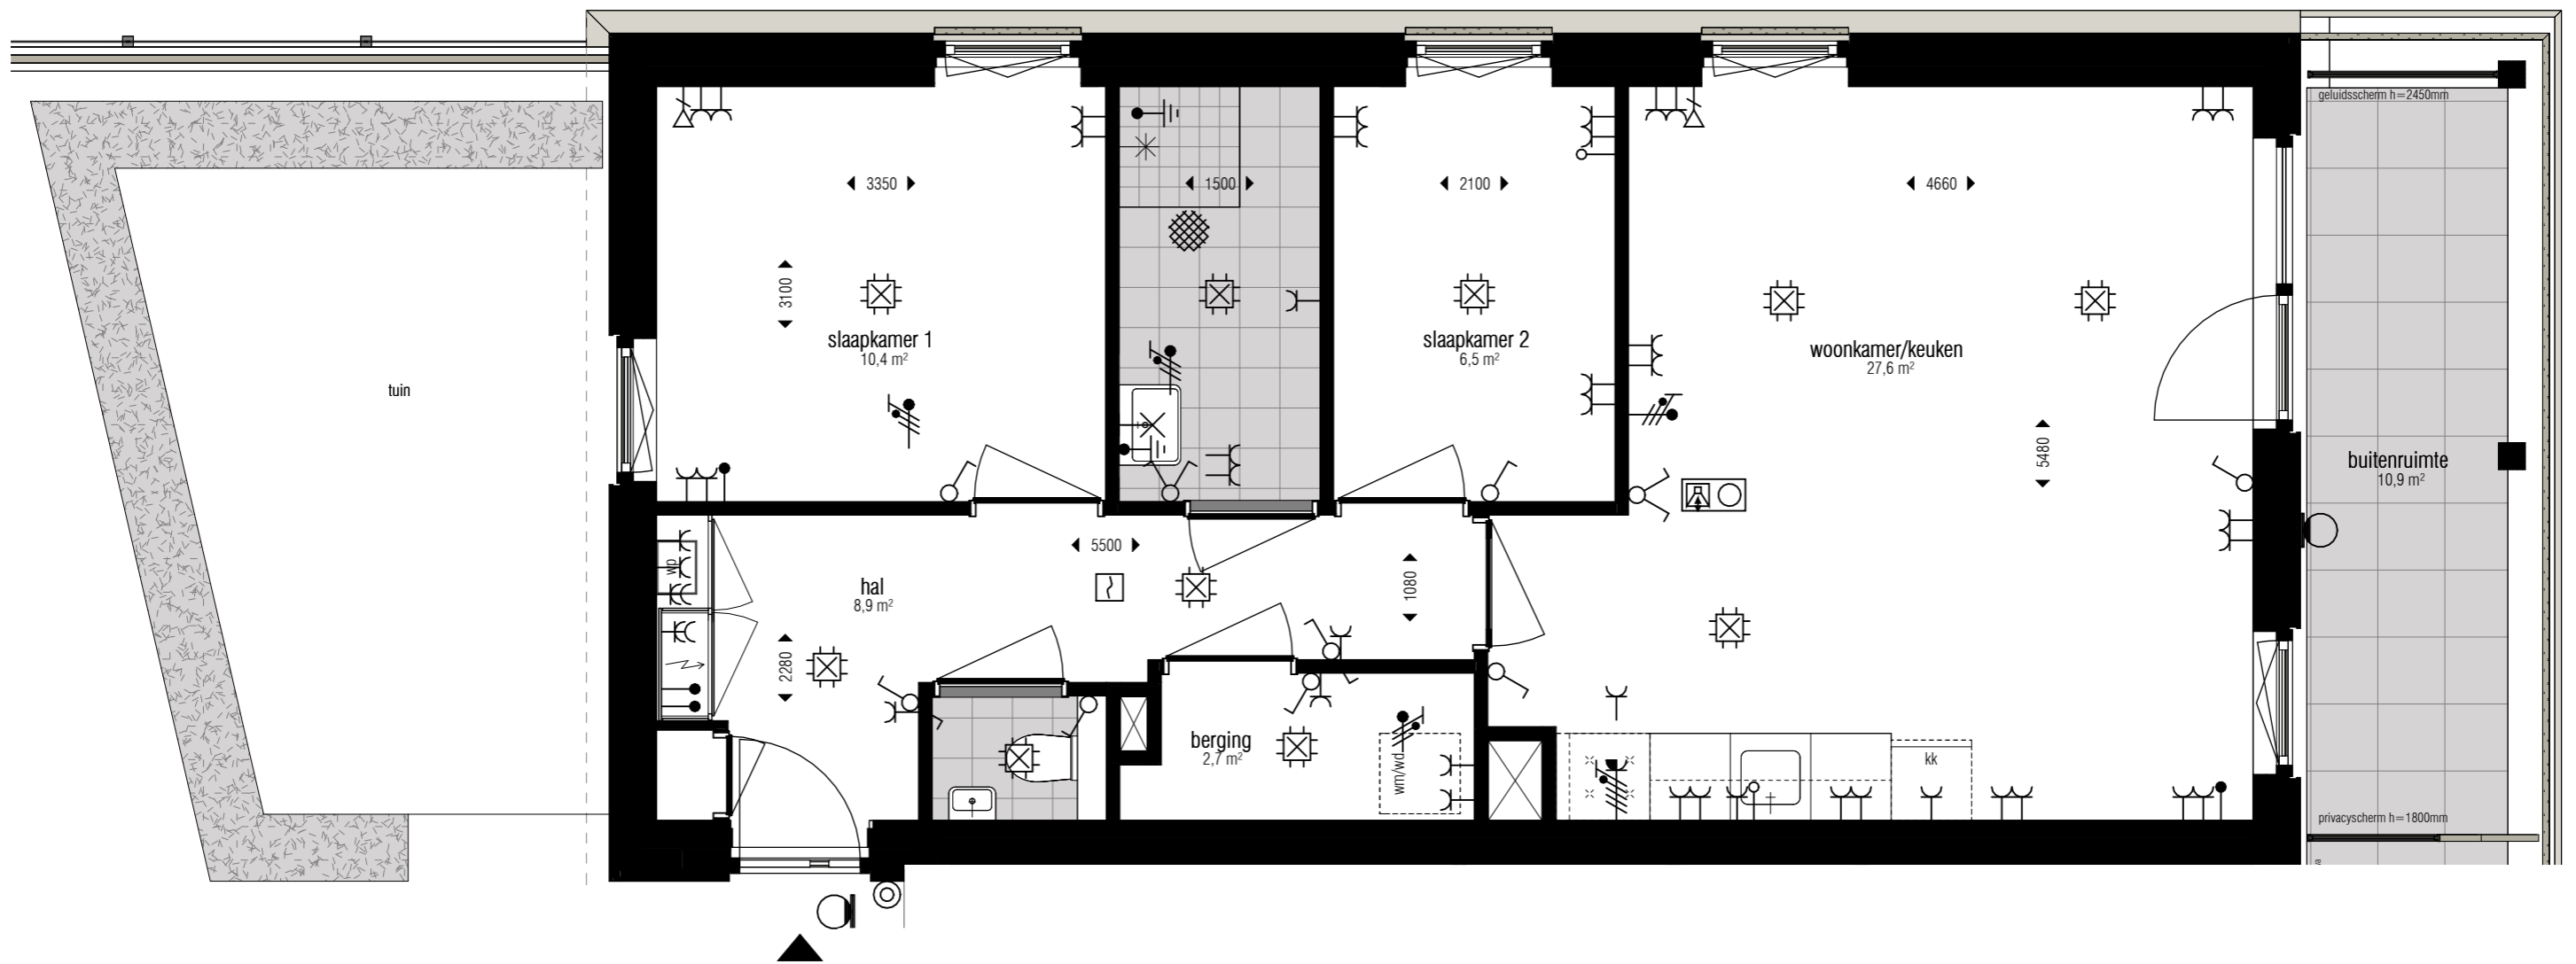 geluidsscherm h=2450mm
3350
1500
2100
4660
3100
slaapkamer 1
10,4 m²
slaapkamer 2
6,5 m²
woonkamer/keuken
27,6 m²
tuin
5480
buitenruimte
10,9 m²
5500
wp
hal
8,9 m²
1080
2280
berging
2,7 m²
wm/wd
kk
privacyscherm h=1800mm